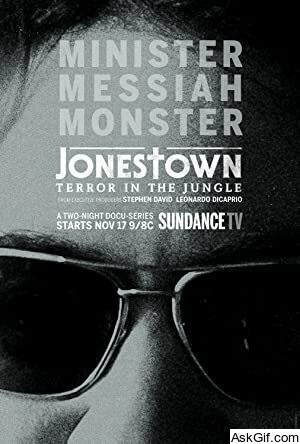 MINISTER
MESSIAH
MONSTER
JONESTOWN
TERROR IN THE JUNGLE
FROM EXECUTIVE PRODUCERS STEPHEN DAVID LEONARDO DICAPRIO
A TWO-NIGHT DOCU-SERIES
STARTS NOV 17 9/8C SUNDANCE TV
AskGif.com